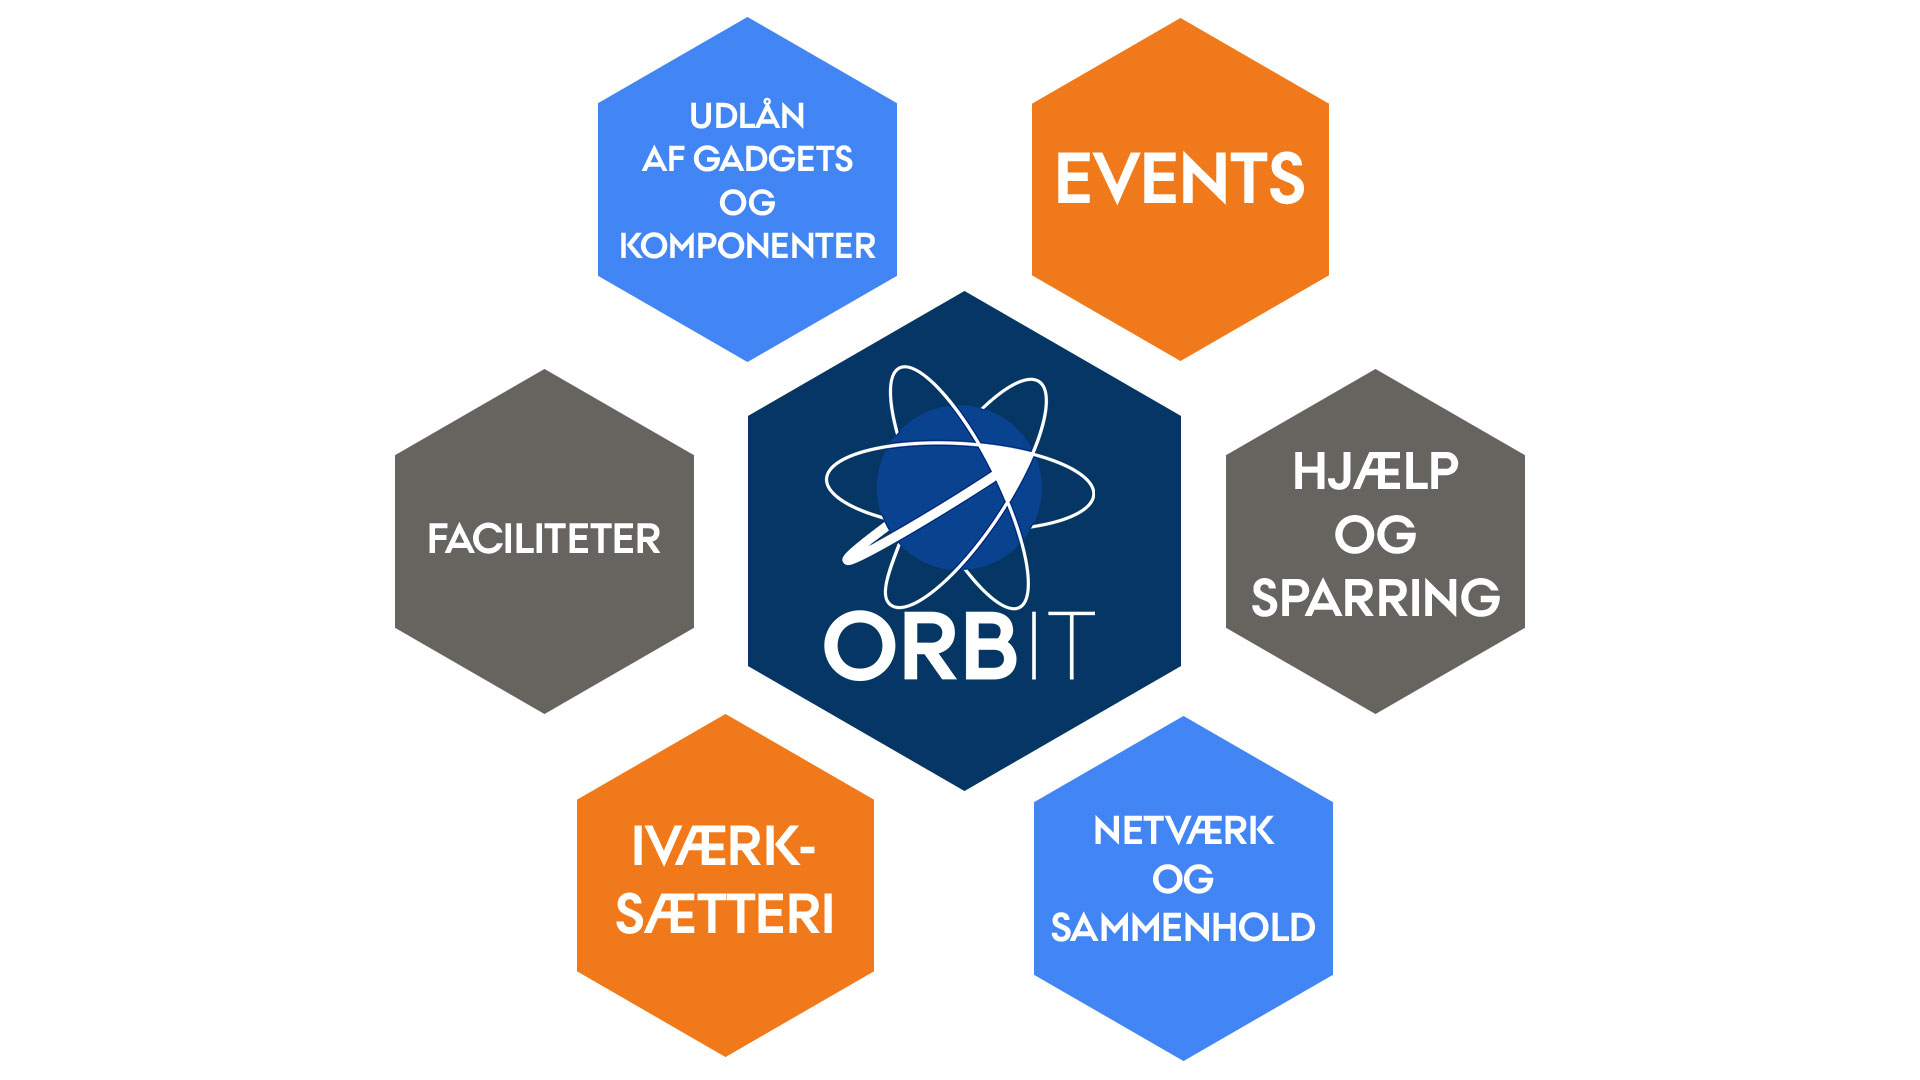 UDLÅN
AF GADGETS
OG
KOMPONENTER
EVENTS
FACILITETER
ORBIT
HJÆLP
OG
SPARRING
IVÆRK-
SÆTTERI
NETVÆRK
OG
SAMMENHOLD